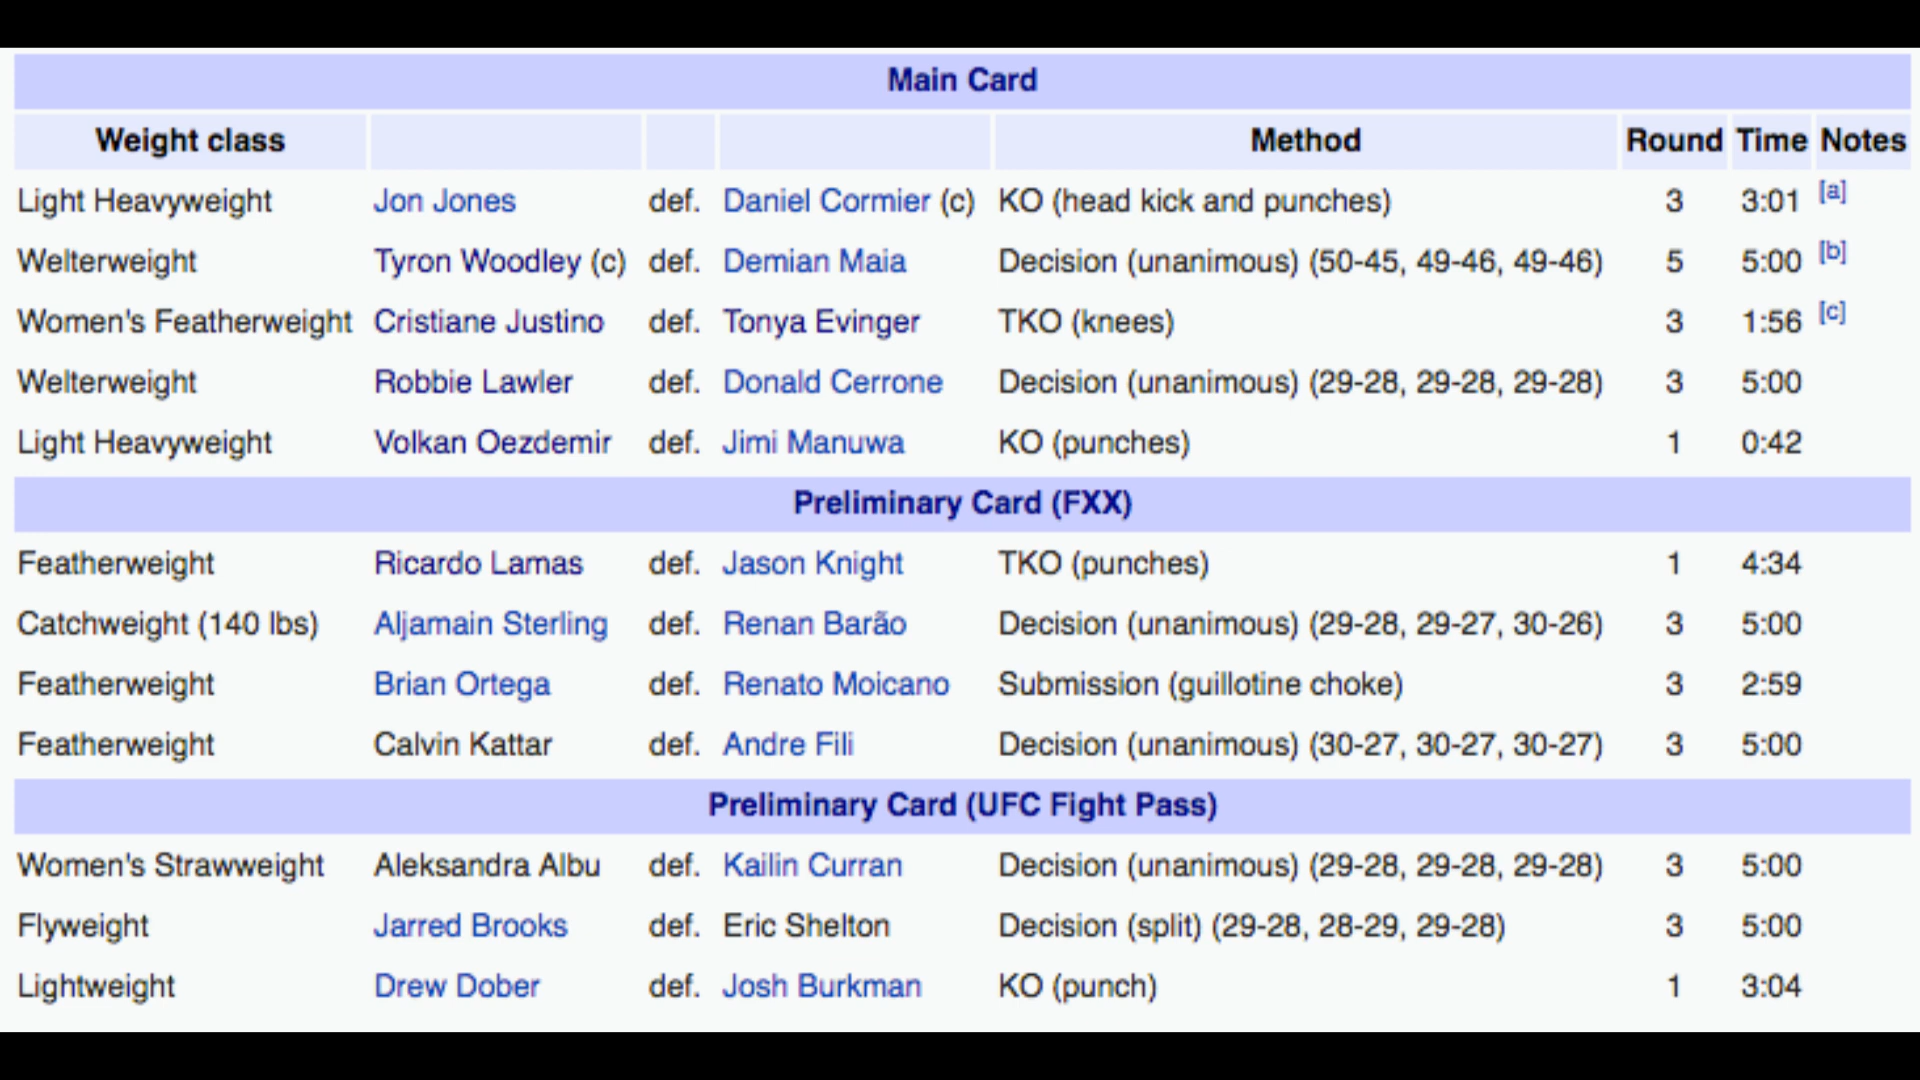 Main Card
Weight class Method Round Time Notes
Light Heavyweight Jon Jones def. Daniel Cormier (c) KO (head kick and punches) 3 3:01 [a]
Welterweight Tyron Woodley (c) def. Demian Maia Decision (unanimous) (50-45, 49-46, 49-46) 5 5:00 [b]
Women's Featherweight Cristiane Justino def. Tonya Evinger TKO (knees) 3 1:56 [c]
Welterweight Robbie Lawler def. Donald Cerrone Decision (unanimous) (29-28, 29-28, 29-28) 3 5:00
Light Heavyweight Volkan Oezdemir def. Jimi Manuwa KO (punches) 1 0:42
Preliminary Card (FXX)
Featherweight Ricardo Lamas def. Jason Knight TKO (punches) 1 4:34
Catchweight (140 lbs) Aljamain Sterling def. Renan Barão Decision (unanimous) (29-28, 29-27, 30-26) 3 5:00
Featherweight Brian Ortega def. Renato Moicano Submission (guillotine choke) 3 2:59
Featherweight Calvin Kattar def. Andre Fili Decision (unanimous) (30-27, 30-27, 30-27) 3 5:00
Preliminary Card (UFC Fight Pass)
Women's Strawweight Aleksandra Albu def. Kailin Curran Decision (unanimous) (29-28, 29-28, 29-28) 3 5:00
Flyweight Jarred Brooks def. Eric Shelton Decision (split) (29-28, 28-29, 29-28) 3 5:00
Lightweight Drew Dober def. Josh Burkman KO (punch) 1 3:04